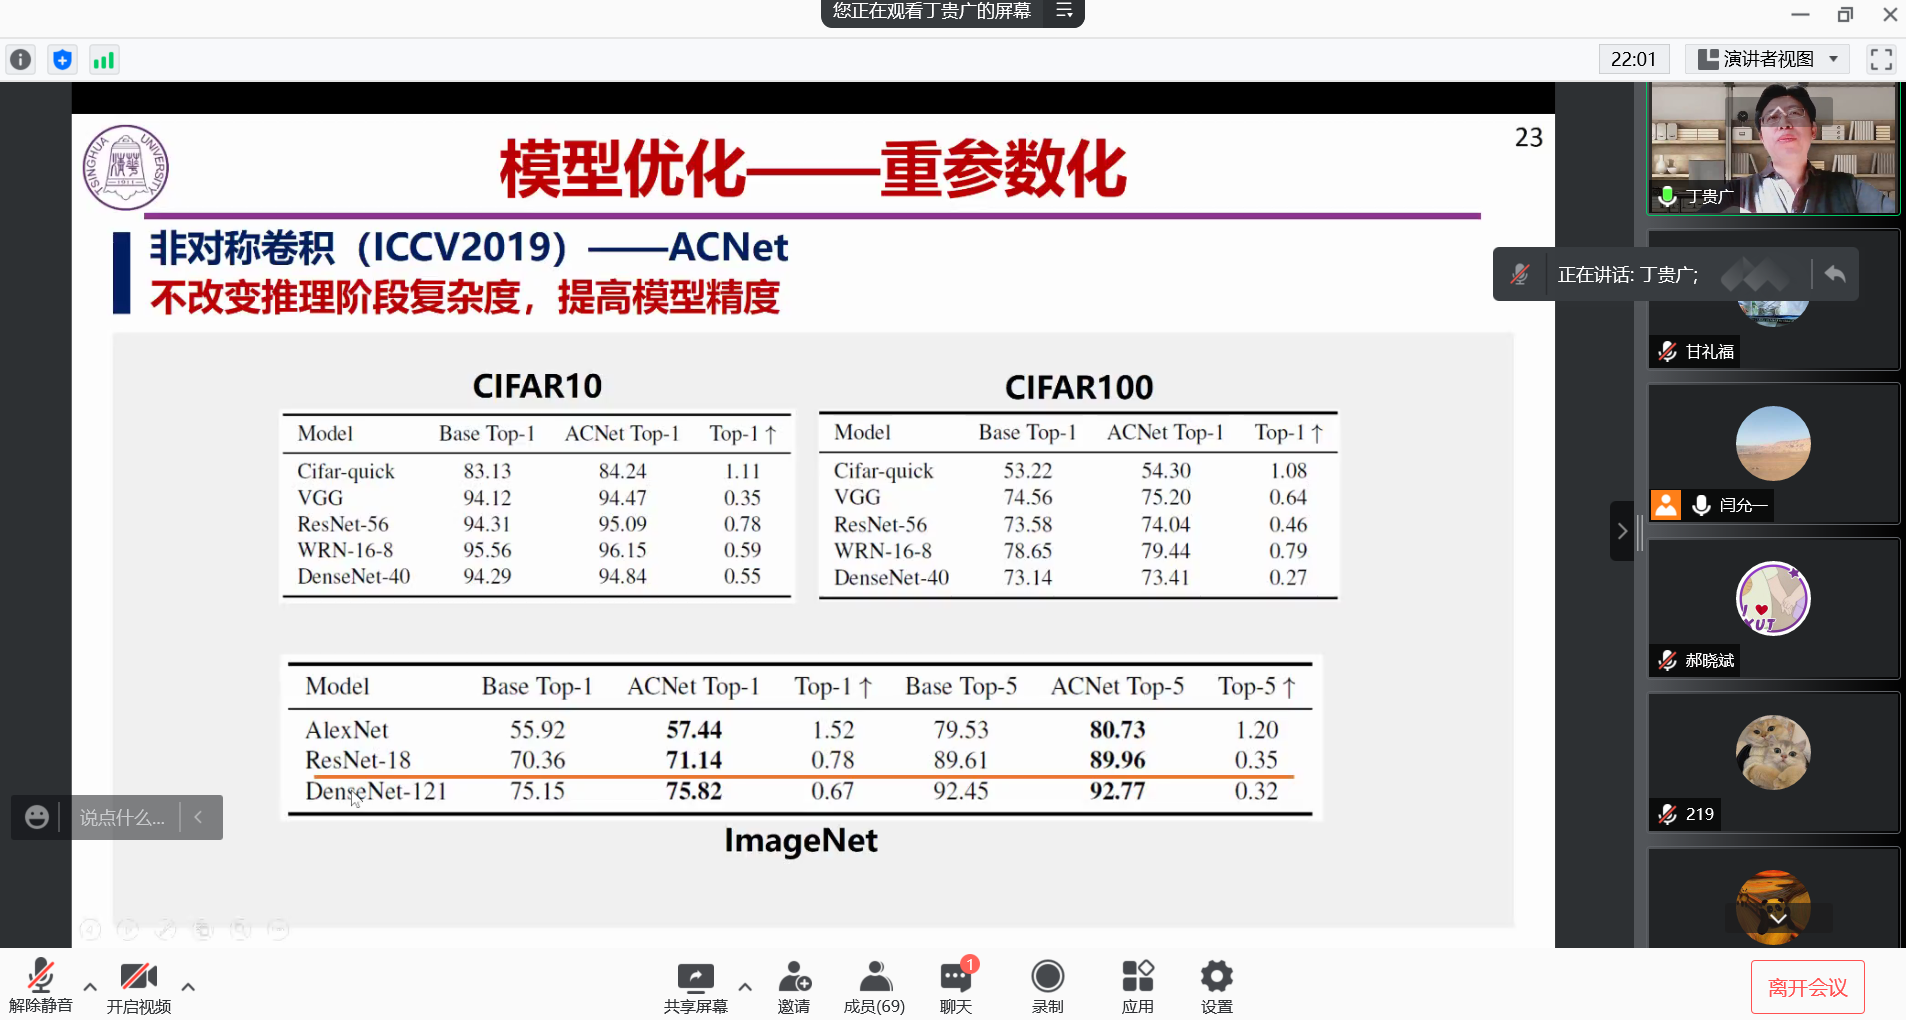 您正在观看丁贵广的屏幕
22:01
演讲者视图
TSINGHUA UNIVERSITY
1911
模型优化——重参数化
23
非对称卷积（ICCV2019）——ACNet
不改变推理阶段复杂度，提高模型精度
CIFAR10
Model Base Top-1 ACNet Top-1 Top-1 ↑
Cifar-quick 83.13 84.24 1.11
VGG 94.12 94.47 0.35
ResNet-56 94.31 95.09 0.78
WRN-16-8 95.56 96.15 0.59
DenseNet-40 94.29 94.84 0.55
CIFAR100
Model Base Top-1 ACNet Top-1 Top-1 ↑
Cifar-quick 53.22 54.30 1.08
VGG 74.56 75.20 0.64
ResNet-56 73.58 74.04 0.46
WRN-16-8 78.65 79.44 0.79
DenseNet-40 73.14 73.41 0.27
Model Base Top-1 ACNet Top-1 Top-1 ↑ Base Top-5 ACNet Top-5 Top-5 ↑
AlexNet 55.92 57.44 1.52 79.53 80.73 1.20
ResNet-18 70.36 71.14 0.78 89.61 89.96 0.35
DenseNet-121 75.15 75.82 0.67 92.45 92.77 0.32
ImageNet
说点什么...
丁贵广
正在讲话: 丁贵广;
甘礼福
闫允一
I ❤ XUT
郝晓斌
219
解除静音
开启视频
共享屏幕
邀请
成员(69)
聊天
1
录制
应用
设置
离开会议